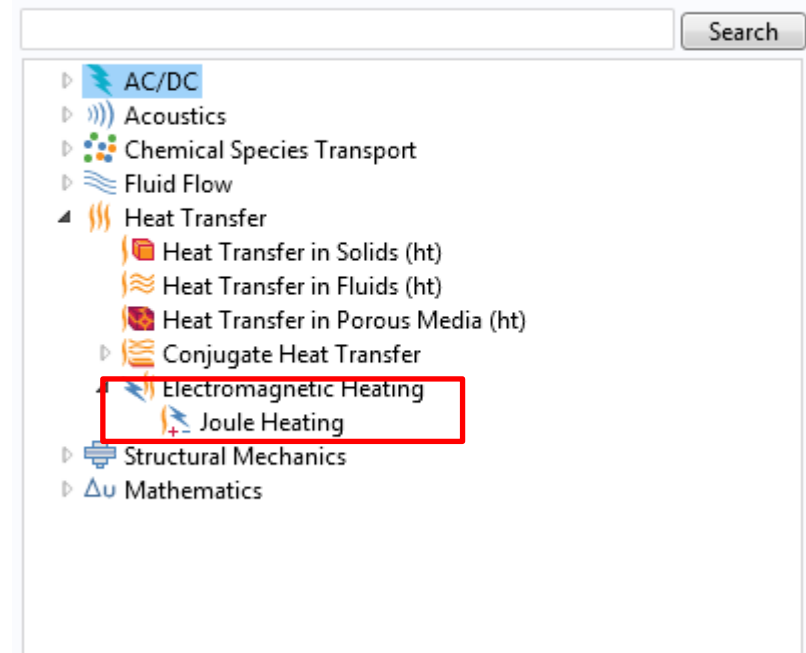 Search
AC/DC
Acoustics
Chemical Species Transport
Fluid Flow
Heat Transfer
Heat Transfer in Solids (ht)
Heat Transfer in Fluids (ht)
Heat Transfer in Porous Media (ht)
Conjugate Heat Transfer
Electromagnetic Heating
Joule Heating
Structural Mechanics
Δu Mathematics